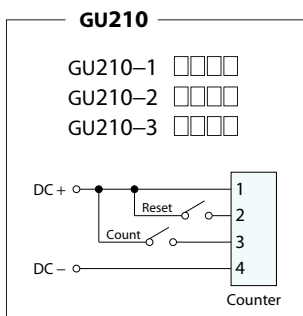 GU210
GU210–1 □□□□
GU210–2 □□□□
GU210–3 □□□□
DC + 1
Reset 2
Count 3
DC – 4
Counter